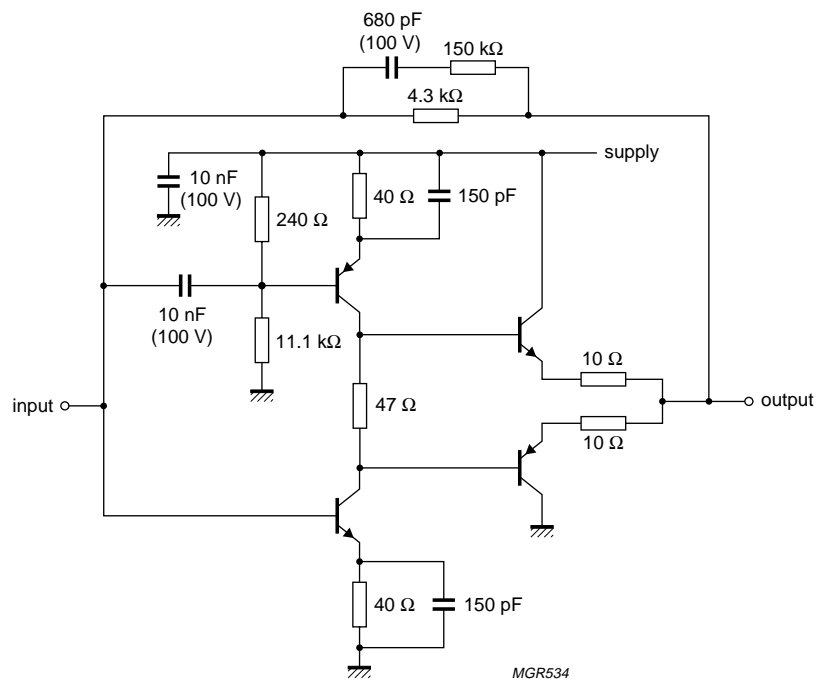 680 pF
(100 V)
150 kΩ
4.3 kΩ
supply
10 nF
(100 V)
240 Ω
40 Ω
150 pF
10 nF
(100 V)
11.1 kΩ
47 Ω
10 Ω
10 Ω
input
output
40 Ω
150 pF
MGR534